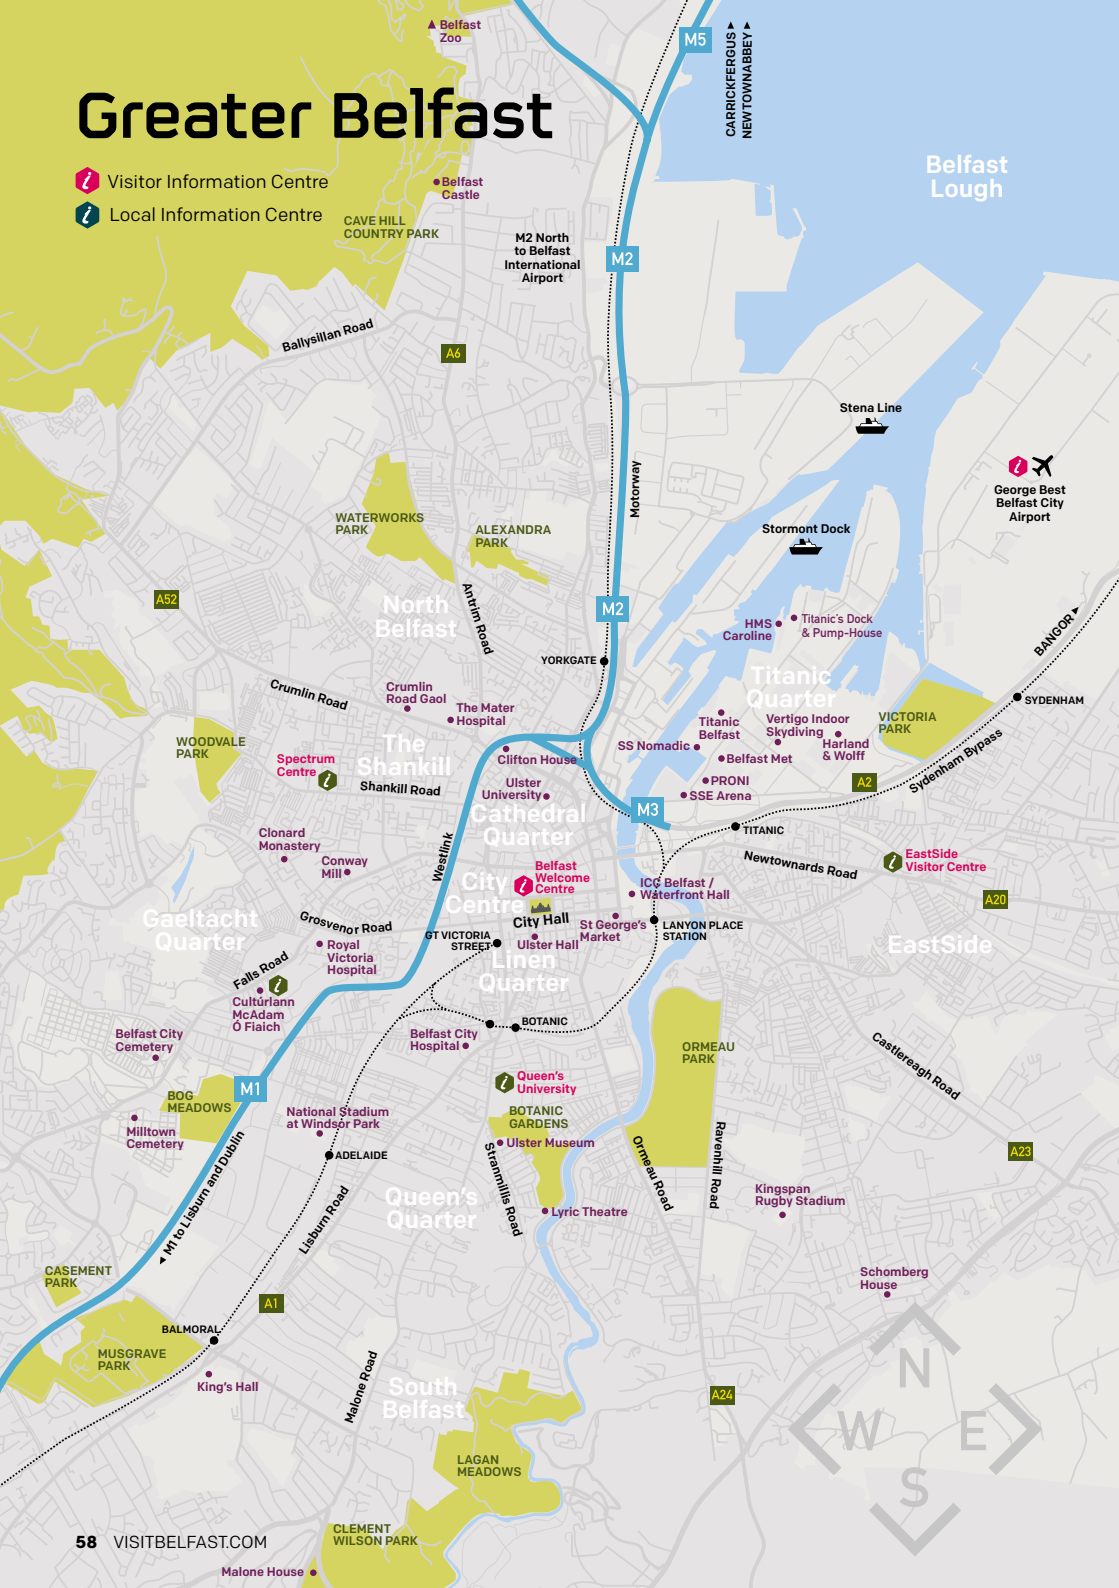 Belfast
Zoo
M5
CARRICKFERGUS
NEWTOWNABBEY
Greater Belfast
Visitor Information Centre
Local Information Centre
Belfast
Lough
Belfast
Castle
CAVE HILL
COUNTRY PARK
M2 North
to Belfast
International
Airport
M2
Ballysillan Road
A6
Stena Line
Motorway
George Best
Belfast City
Airport
WATERWORKS
PARK
ALEXANDRA
PARK
Stormont Dock
A52
North
Belfast
Antrim Road
M2
HMS
Caroline
Titanic's Dock
& Pump-House
BANGOR
YORKGATE
Titanic
Quarter
SYDENHAM
Crumlin Road
Crumlin
Road Gaol
The Mater
Hospital
Titanic
Belfast
Vertigo Indoor
Skydiving
VICTORIA
PARK
WOODVALE
PARK
The
Shankill
SS Nomadic
Harland
& Wolff
Sydenham Bypass
Spectrum
Centre
Clifton House
Belfast Met
Shankill Road
Ulster
University
PRONI
A2
SSE Arena
Cathedral
Quarter
M3
TITANIC
Clonard
Monastery
Westlink
Conway
Mill
Newtownards Road
EastSide
Visitor Centre
City
Centre
Belfast
Welcome
Centre
ICC Belfast /
Waterfront Hall
A20
Gaeltacht
Quarter
Grosvenor Road
City Hall
St George's
Market
LANYON PLACE
STATION
GT VICTORIA
STREET
Ulster Hall
EastSide
Royal
Victoria
Hospital
Linen
Quarter
Falls Road
Cultúrlann
McAdam
Ó Fiaich
BOTANIC
Belfast City
Cemetery
Belfast City
Hospital
ORMEAU
PARK
Castlereagh Road
M1
Queen's
University
BOG
MEADOWS
National Stadium
at Windsor Park
BOTANIC
GARDENS
Milltown
Cemetery
Ulster Museum
ADELAIDE
M1 to Lisburn and Dublin
Stranmillis Road
Ormeau Road
Ravenhill Road
A23
Lisburn Road
Queen's
Quarter
Kingspan
Rugby Stadium
Lyric Theatre
CASEMENT
PARK
Schomberg
House
A1
BALMORAL
MUSGRAVE
PARK
King's Hall
Malone Road
South
Belfast
A24
N
W E
S
LAGAN
MEADOWS
CLEMENT
WILSON PARK
58 VISITBELFAST.COM
Malone House